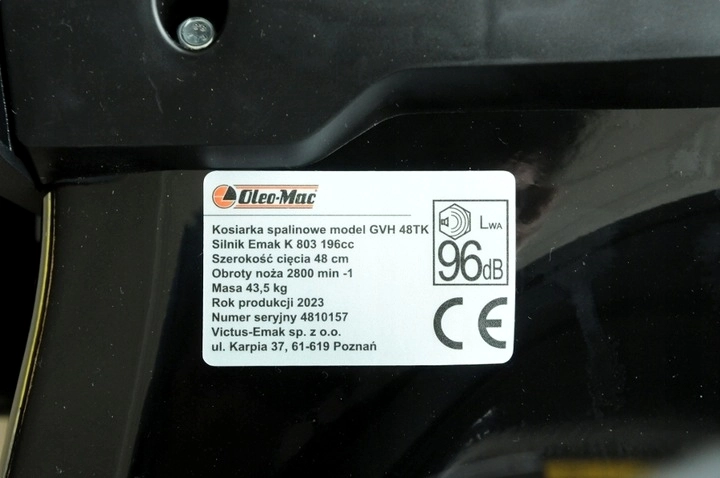 Oleo-Mac
Kosiarka spalinowe model GVH 48TK
Silnik Emak K 803 196cc
Szerokość cięcia 48 cm
Obroty noża 2800 min -1
Masa 43,5 kg
Rok produkcji 2023
Numer seryjny 4810157
Victus-Emak sp. z o.o.
ul. Karpia 37, 61-619 Poznań
LWA
96dB
CE